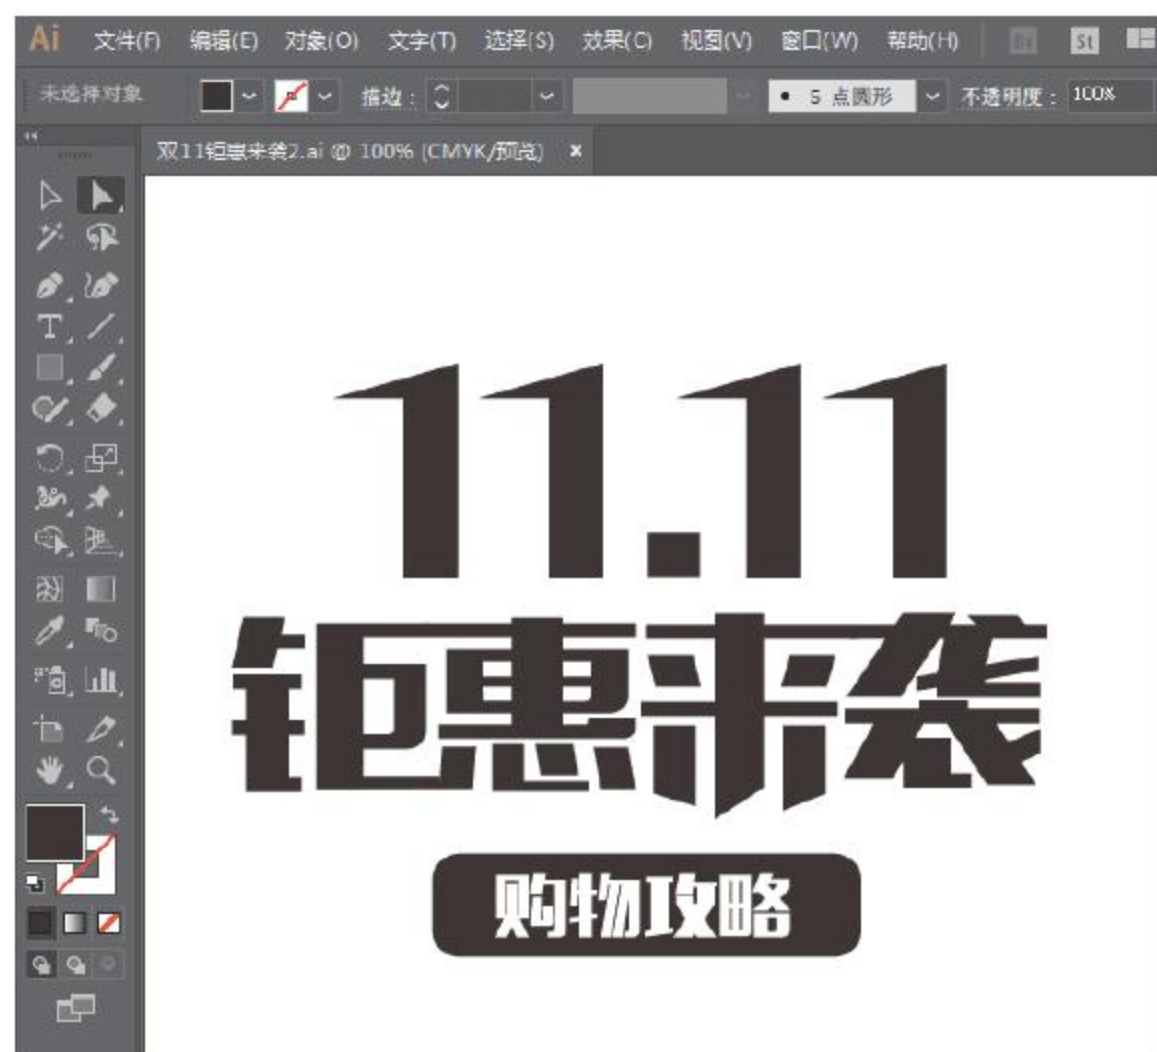 Ai 文件(F) 编辑(E) 对象(O) 文字(T) 选择(S) 效果(C) 视图(V) 窗口(W) 帮助(H) Br St
未选择对象 描边: 5 点圆形 不透明度: 100%
双11钜惠来袭2.ai @ 100% (CMYK/预览) x
11.11
钜惠来袭
购物攻略